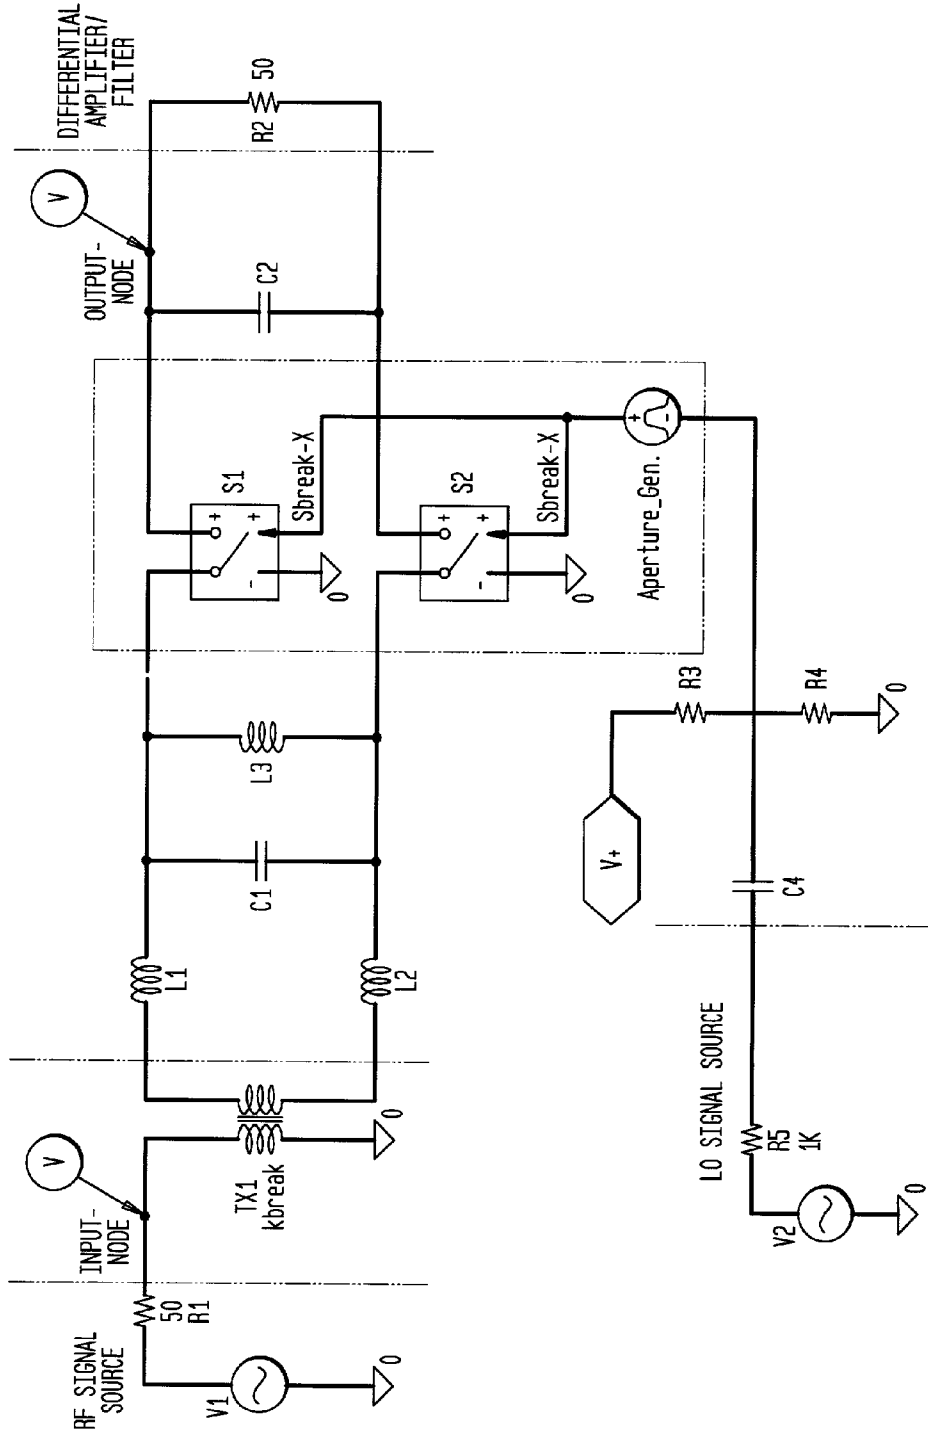 RF SIGNAL
SOURCE
V1
0
50
R1
INPUT-
NODE
V
TX1
kbreak
0
L1
L2
C1
L3
S1
+
+
-
Sbreak-X
0
S2
+
+
-
Sbreak-X
0
Aperture_Gen.
+
-
OUTPUT-
NODE
V
C2
DIFFERENTIAL
AMPLIFIER/
FILTER
R2
50
LO SIGNAL SOURCE
V2
0
R5
1K
C4
V+
R3
R4
0